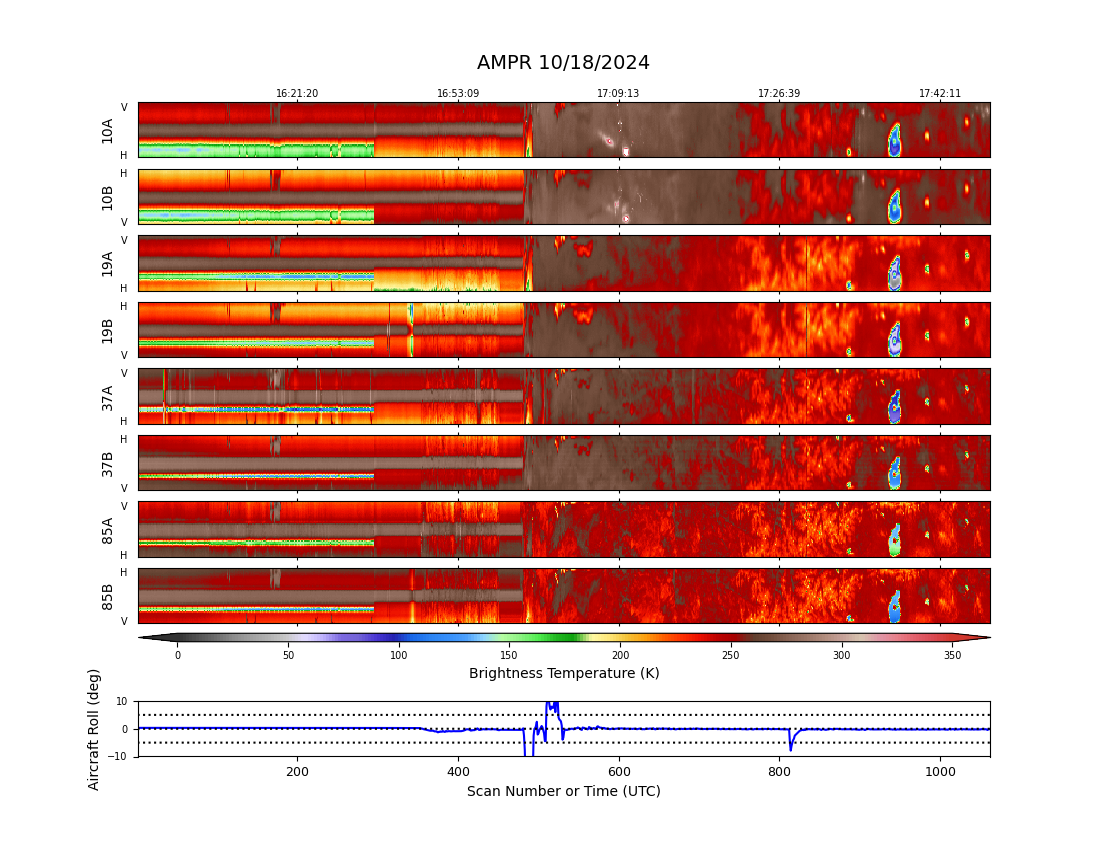 AMPR 10/18/2024
16:21:20 16:53:09 17:09:13 17:26:39 17:42:11
V
10A
H
H
10B
V
V
19A
H
H
19B
V
V
37A
H
H
37B
V
V
85A
H
H
85B
V
0 50 100 150 200 250 300 350
Brightness Temperature (K)
Aircraft Roll (deg)
10
0
−10
200 400 600 800 1000
Scan Number or Time (UTC)